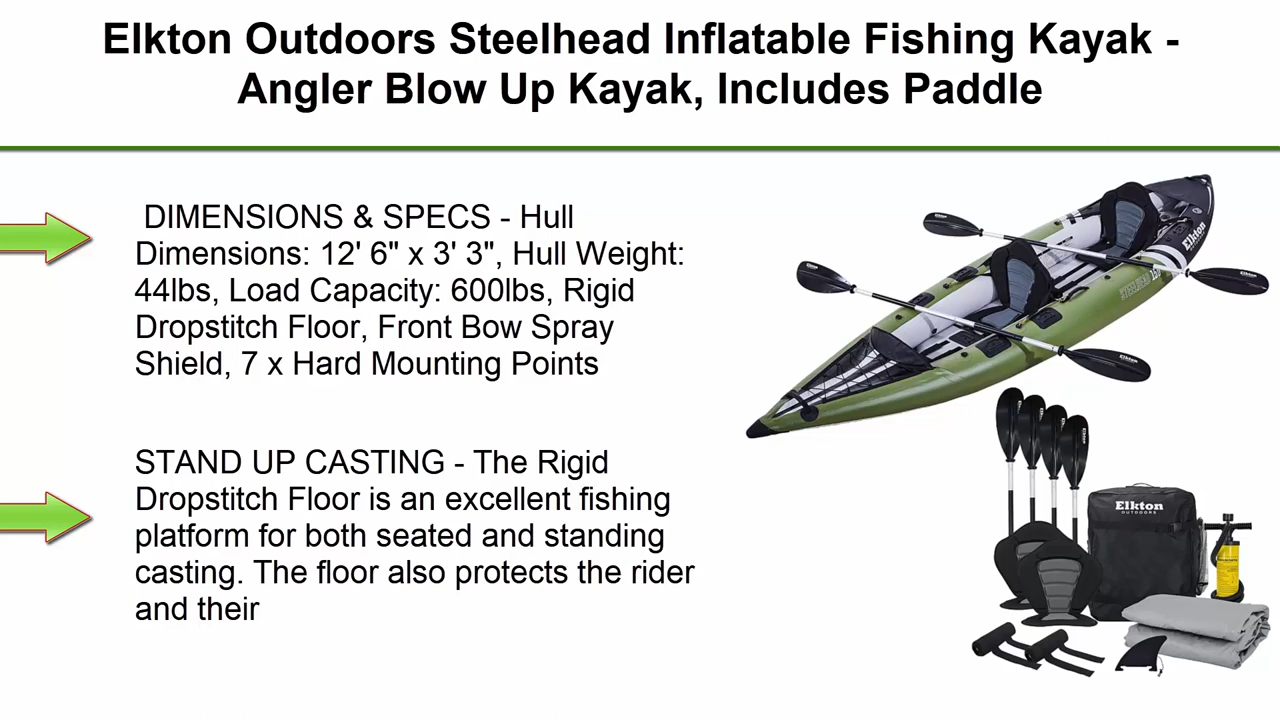 Elkton Outdoors Steelhead Inflatable Fishing Kayak -
Angler Blow Up Kayak, Includes Paddle
DIMENSIONS & SPECS - Hull
Dimensions: 12' 6" x 3' 3", Hull Weight:
44lbs, Load Capacity: 600lbs, Rigid
Dropstitch Floor, Front Bow Spray
Shield, 7 x Hard Mounting Points
STAND UP CASTING - The Rigid
Dropstitch Floor is an excellent fishing
platform for both seated and standing
casting. The floor also protects the rider
and their
Elkton
STEELHEAD
Elkton
Elkton
Elkton
OUTDOORS